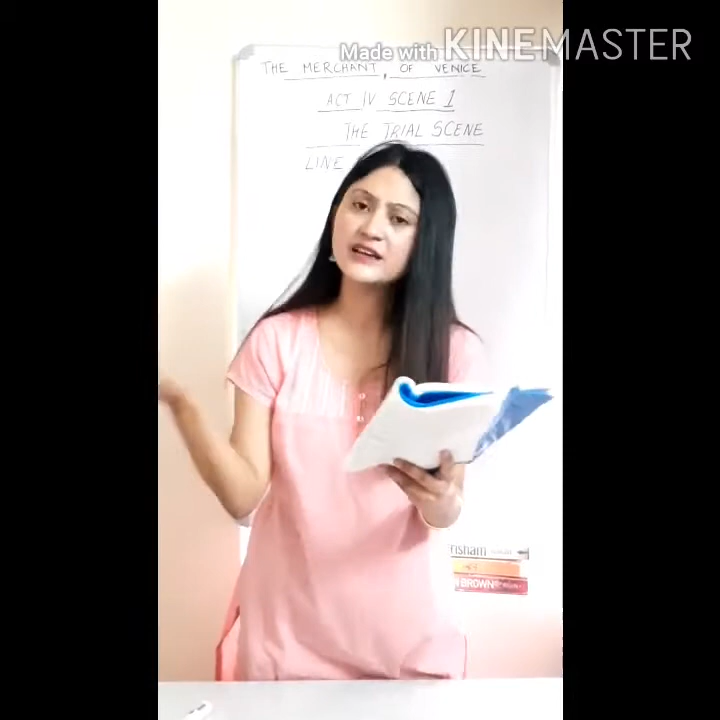 Made with KINEMASTER
THE MERCHANT, OF VENICE
ACT IV SCENE 1
THE TRIAL SCENE
LINE
BROWN